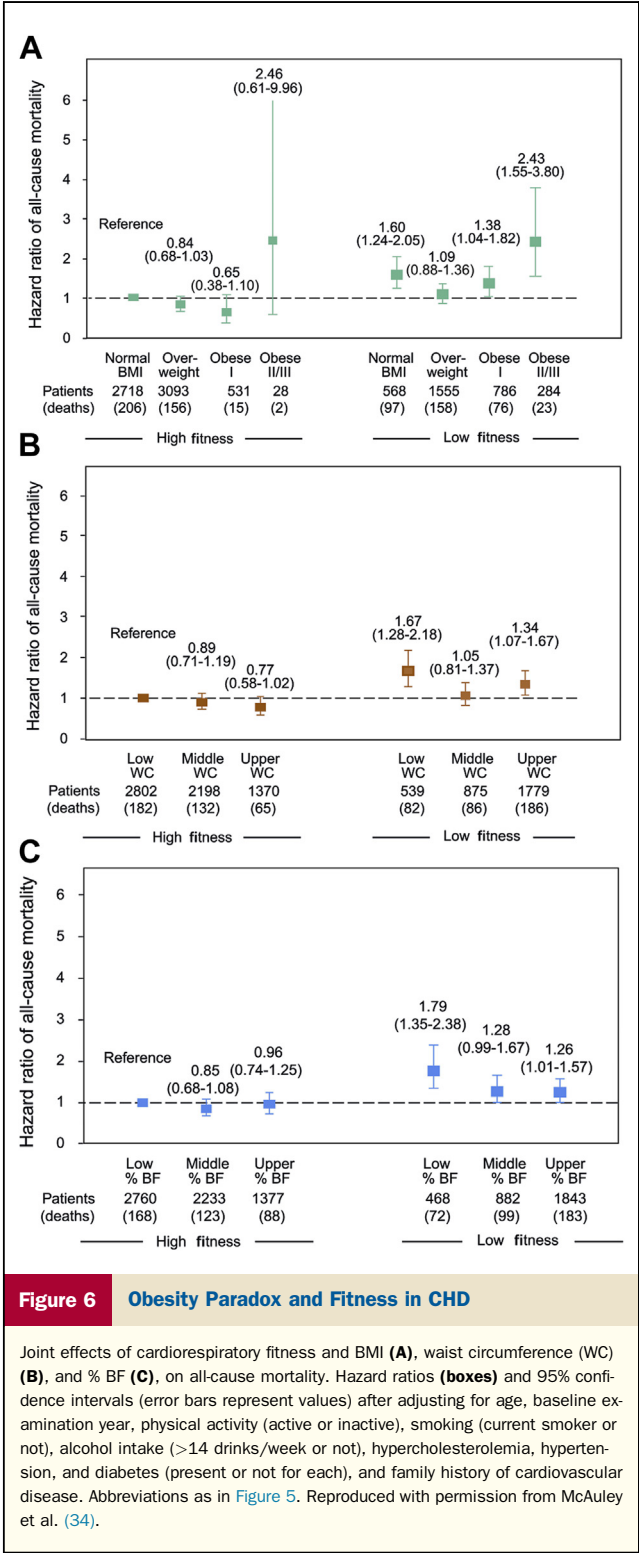 A
Hazard ratio of all-cause mortality
6
5
4
3
2
1
0
Reference
0.84
(0.68-1.03)
0.65
(0.38-1.10)
2.46
(0.61-9.96)
1.60
(1.24-2.05)
1.09
(0.88-1.36)
1.38
(1.04-1.82)
2.43
(1.55-3.80)
Normal Over- Obese Obese Normal Over- Obese Obese
BMI weight I II/III BMI weight I II/III
Patients 2718 3093 531 28 568 1555 786 284
(deaths) (206) (156) (15) (2) (97) (158) (76) (23)
High fitness Low fitness
B
Hazard ratio of all-cause mortality
6
5
4
3
2
1
0
Reference
0.89
(0.71-1.19)
0.77
(0.58-1.02)
1.67
(1.28-2.18)
1.05
(0.81-1.37)
1.34
(1.07-1.67)
Low Middle Upper Low Middle Upper
WC WC WC WC WC WC
Patients 2802 2198 1370 539 875 1779
(deaths) (182) (132) (65) (82) (86) (186)
High fitness Low fitness
C
Hazard ratio of all-cause mortality
6
5
4
3
2
1
0
Reference
0.85
(0.68-1.08)
0.96
(0.74-1.25)
1.79
(1.35-2.38)
1.28
(0.99-1.67)
1.26
(1.01-1.57)
Low Middle Upper Low Middle Upper
% BF % BF % BF % BF % BF % BF
Patients 2760 2233 1377 468 882 1843
(deaths) (168) (123) (88) (72) (99) (183)
High fitness Low fitness
Figure 6 Obesity Paradox and Fitness in CHD
Joint effects of cardiorespiratory fitness and BMI (A), waist circumference (WC)
(B), and % BF (C), on all-cause mortality. Hazard ratios (boxes) and 95% confi-
dence intervals (error bars represent values) after adjusting for age, baseline ex-
amination year, physical activity (active or inactive), smoking (current smoker or
not), alcohol intake (>14 drinks/week or not), hypercholesterolemia, hyperten-
sion, and diabetes (present or not for each), and family history of cardiovascular
disease. Abbreviations as in Figure 5. Reproduced with permission from McAuley
et al. (34).